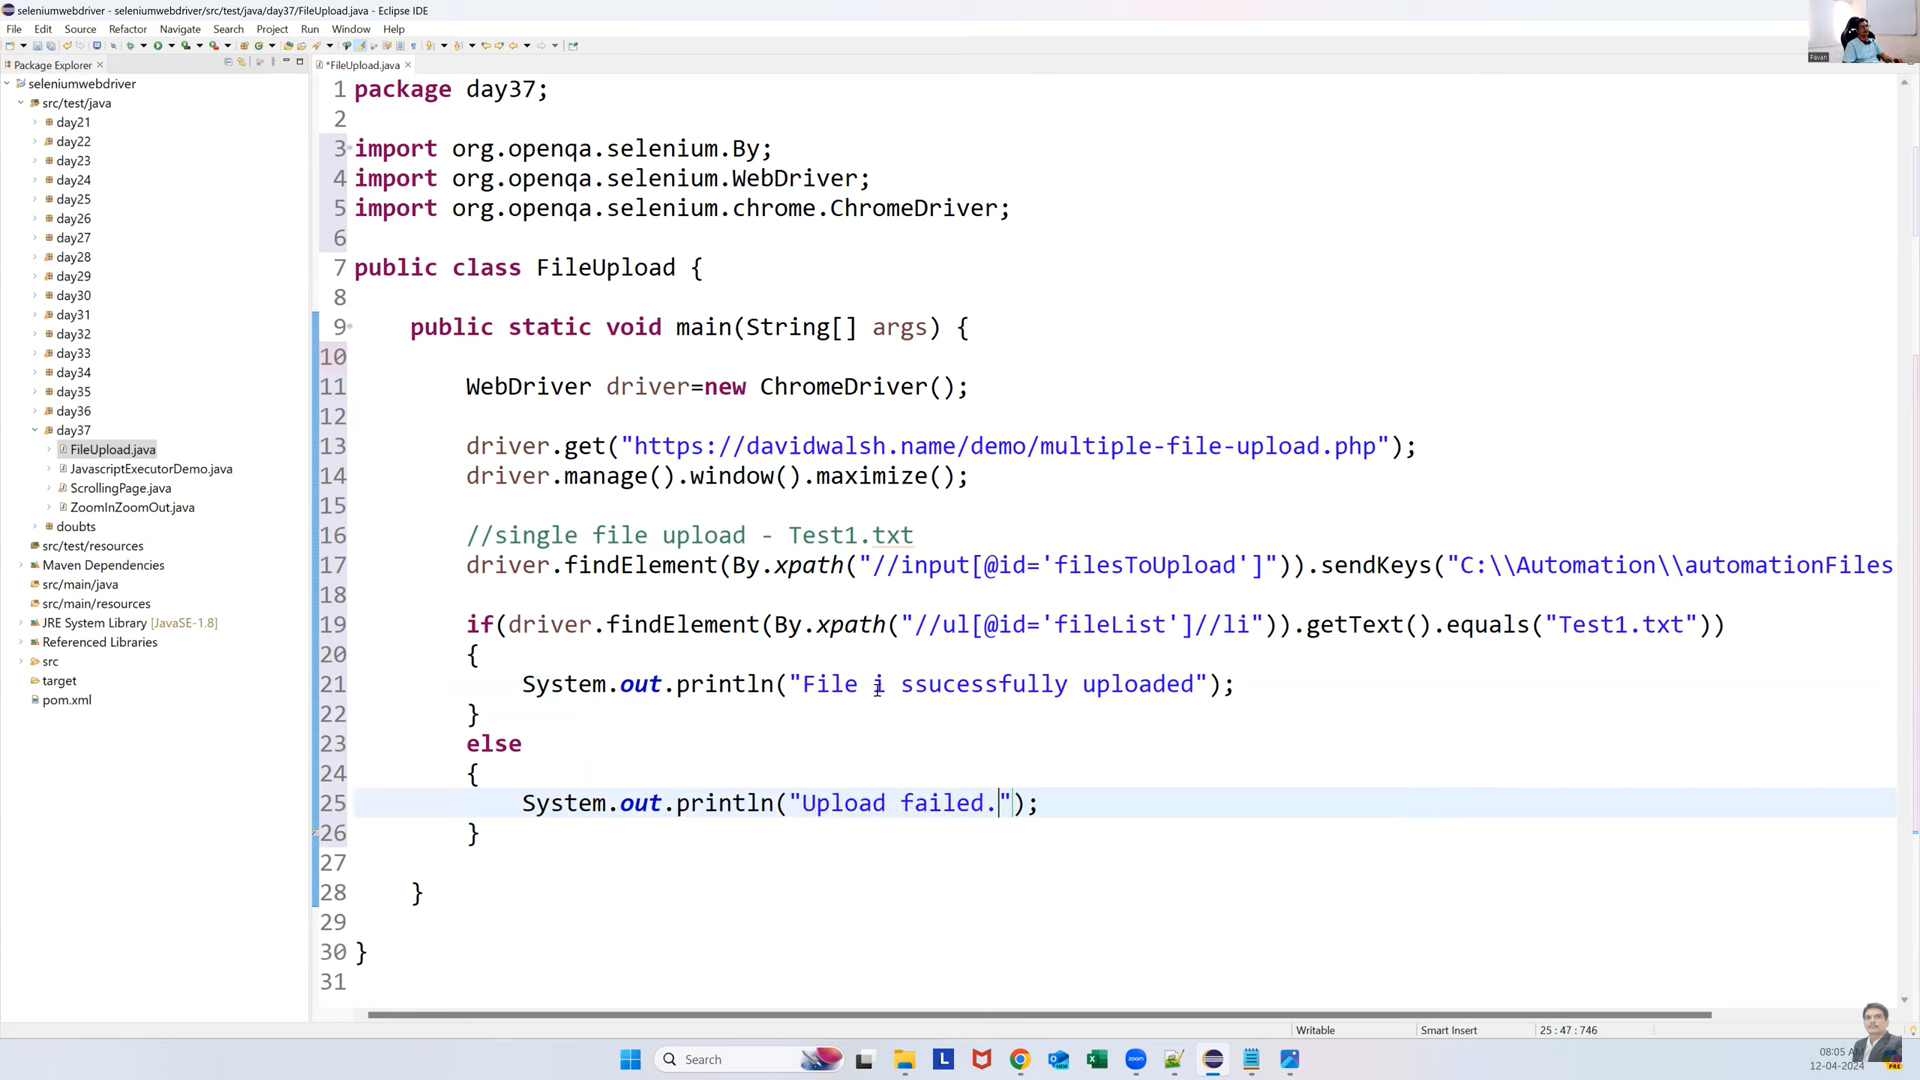 seleniumwebdriver - seleniumwebdriver/src/test/java/day37/FileUpload.java - Eclipse IDE
File Edit Source Refactor Navigate Search Project Run Window Help
Package Explorer
*FileUpload.java
seleniumwebdriver
src/test/java
day21
day22
day23
day24
day25
day26
day27
day28
day29
day30
day31
day32
day33
day34
day35
day36
day37
FileUpload.java
JavascriptExecutorDemo.java
ScrollingPage.java
ZoomInZoomOut.java
doubts
src/test/resources
Maven Dependencies
src/main/java
src/main/resources
JRE System Library [JavaSE-1.8]
Referenced Libraries
src
target
pom.xml
1 package day37;
2
3 import org.openqa.selenium.By;
4 import org.openqa.selenium.WebDriver;
5 import org.openqa.selenium.chrome.ChromeDriver;
6
7 public class FileUpload {
8
9 public static void main(String[] args) {
10
11 WebDriver driver=new ChromeDriver();
12
13 driver.get("https://davidwalsh.name/demo/multiple-file-upload.php");
14 driver.manage().window().maximize();
15
16 //single file upload - Test1.txt
17 driver.findElement(By.xpath("//input[@id='filesToUpload']")).sendKeys("C:\\Automation\\automationFiles
18
19 if(driver.findElement(By.xpath("//ul[@id='fileList']//li")).getText().equals("Test1.txt"))
20 {
21 System.out.println("File i ssucessfully uploaded");
22 }
23 else
24 {
25 System.out.println("Upload failed.");
26 }
27
28 }
29
30 }
31
Pavan
Writable Smart Insert 25 : 47 : 746
Search
08:05 AM
12-04-2024